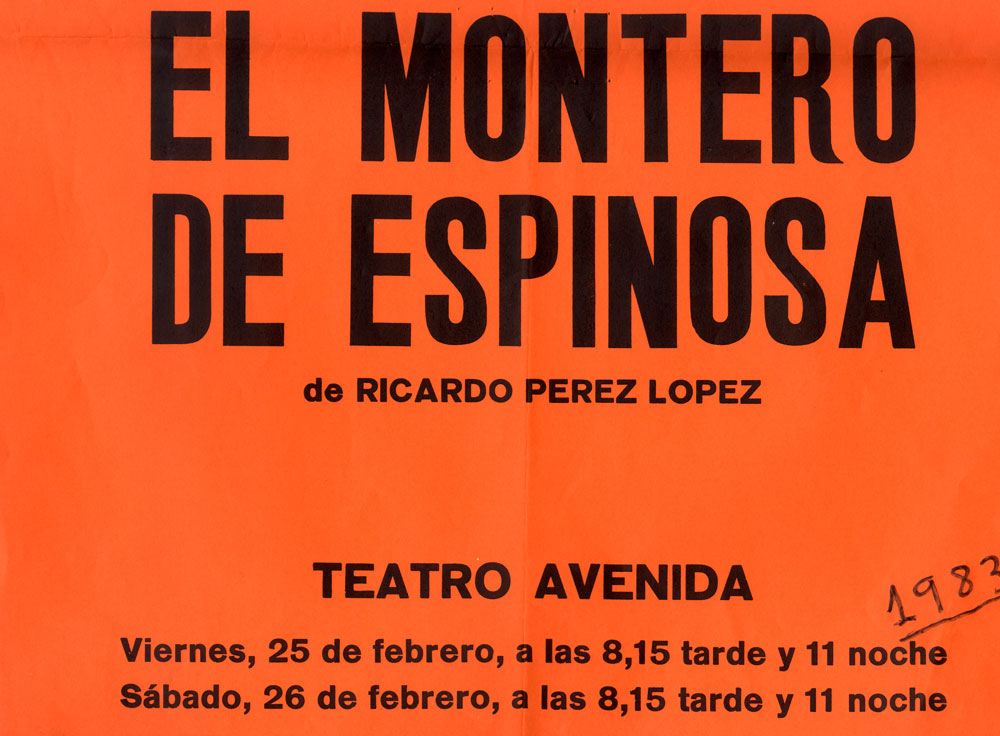 EL MONTERO
DE ESPINOSA
de RICARDO PEREZ LOPEZ
TEATRO AVENIDA
1983
Viernes, 25 de febrero, a las 8,15 tarde y 11 noche
Sábado, 26 de febrero, a las 8,15 tarde y 11 noche